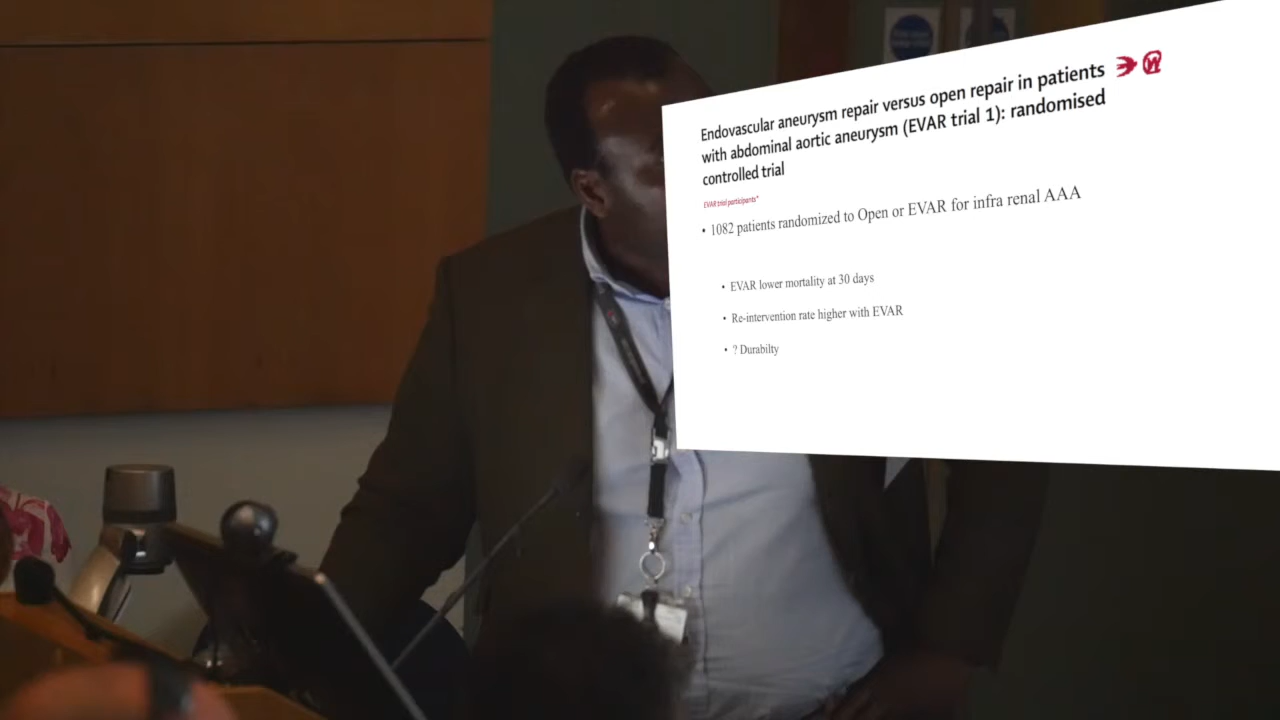 Endovascular aneurysm repair versus open repair in patients
with abdominal aortic aneurysm (EVAR trial 1): randomised
controlled trial
EVAR trial participants*
• 1082 patients randomized to Open or EVAR for infra renal AAA
• EVAR lower mortality at 30 days
• Re-intervention rate higher with EVAR
• ? Durabilty